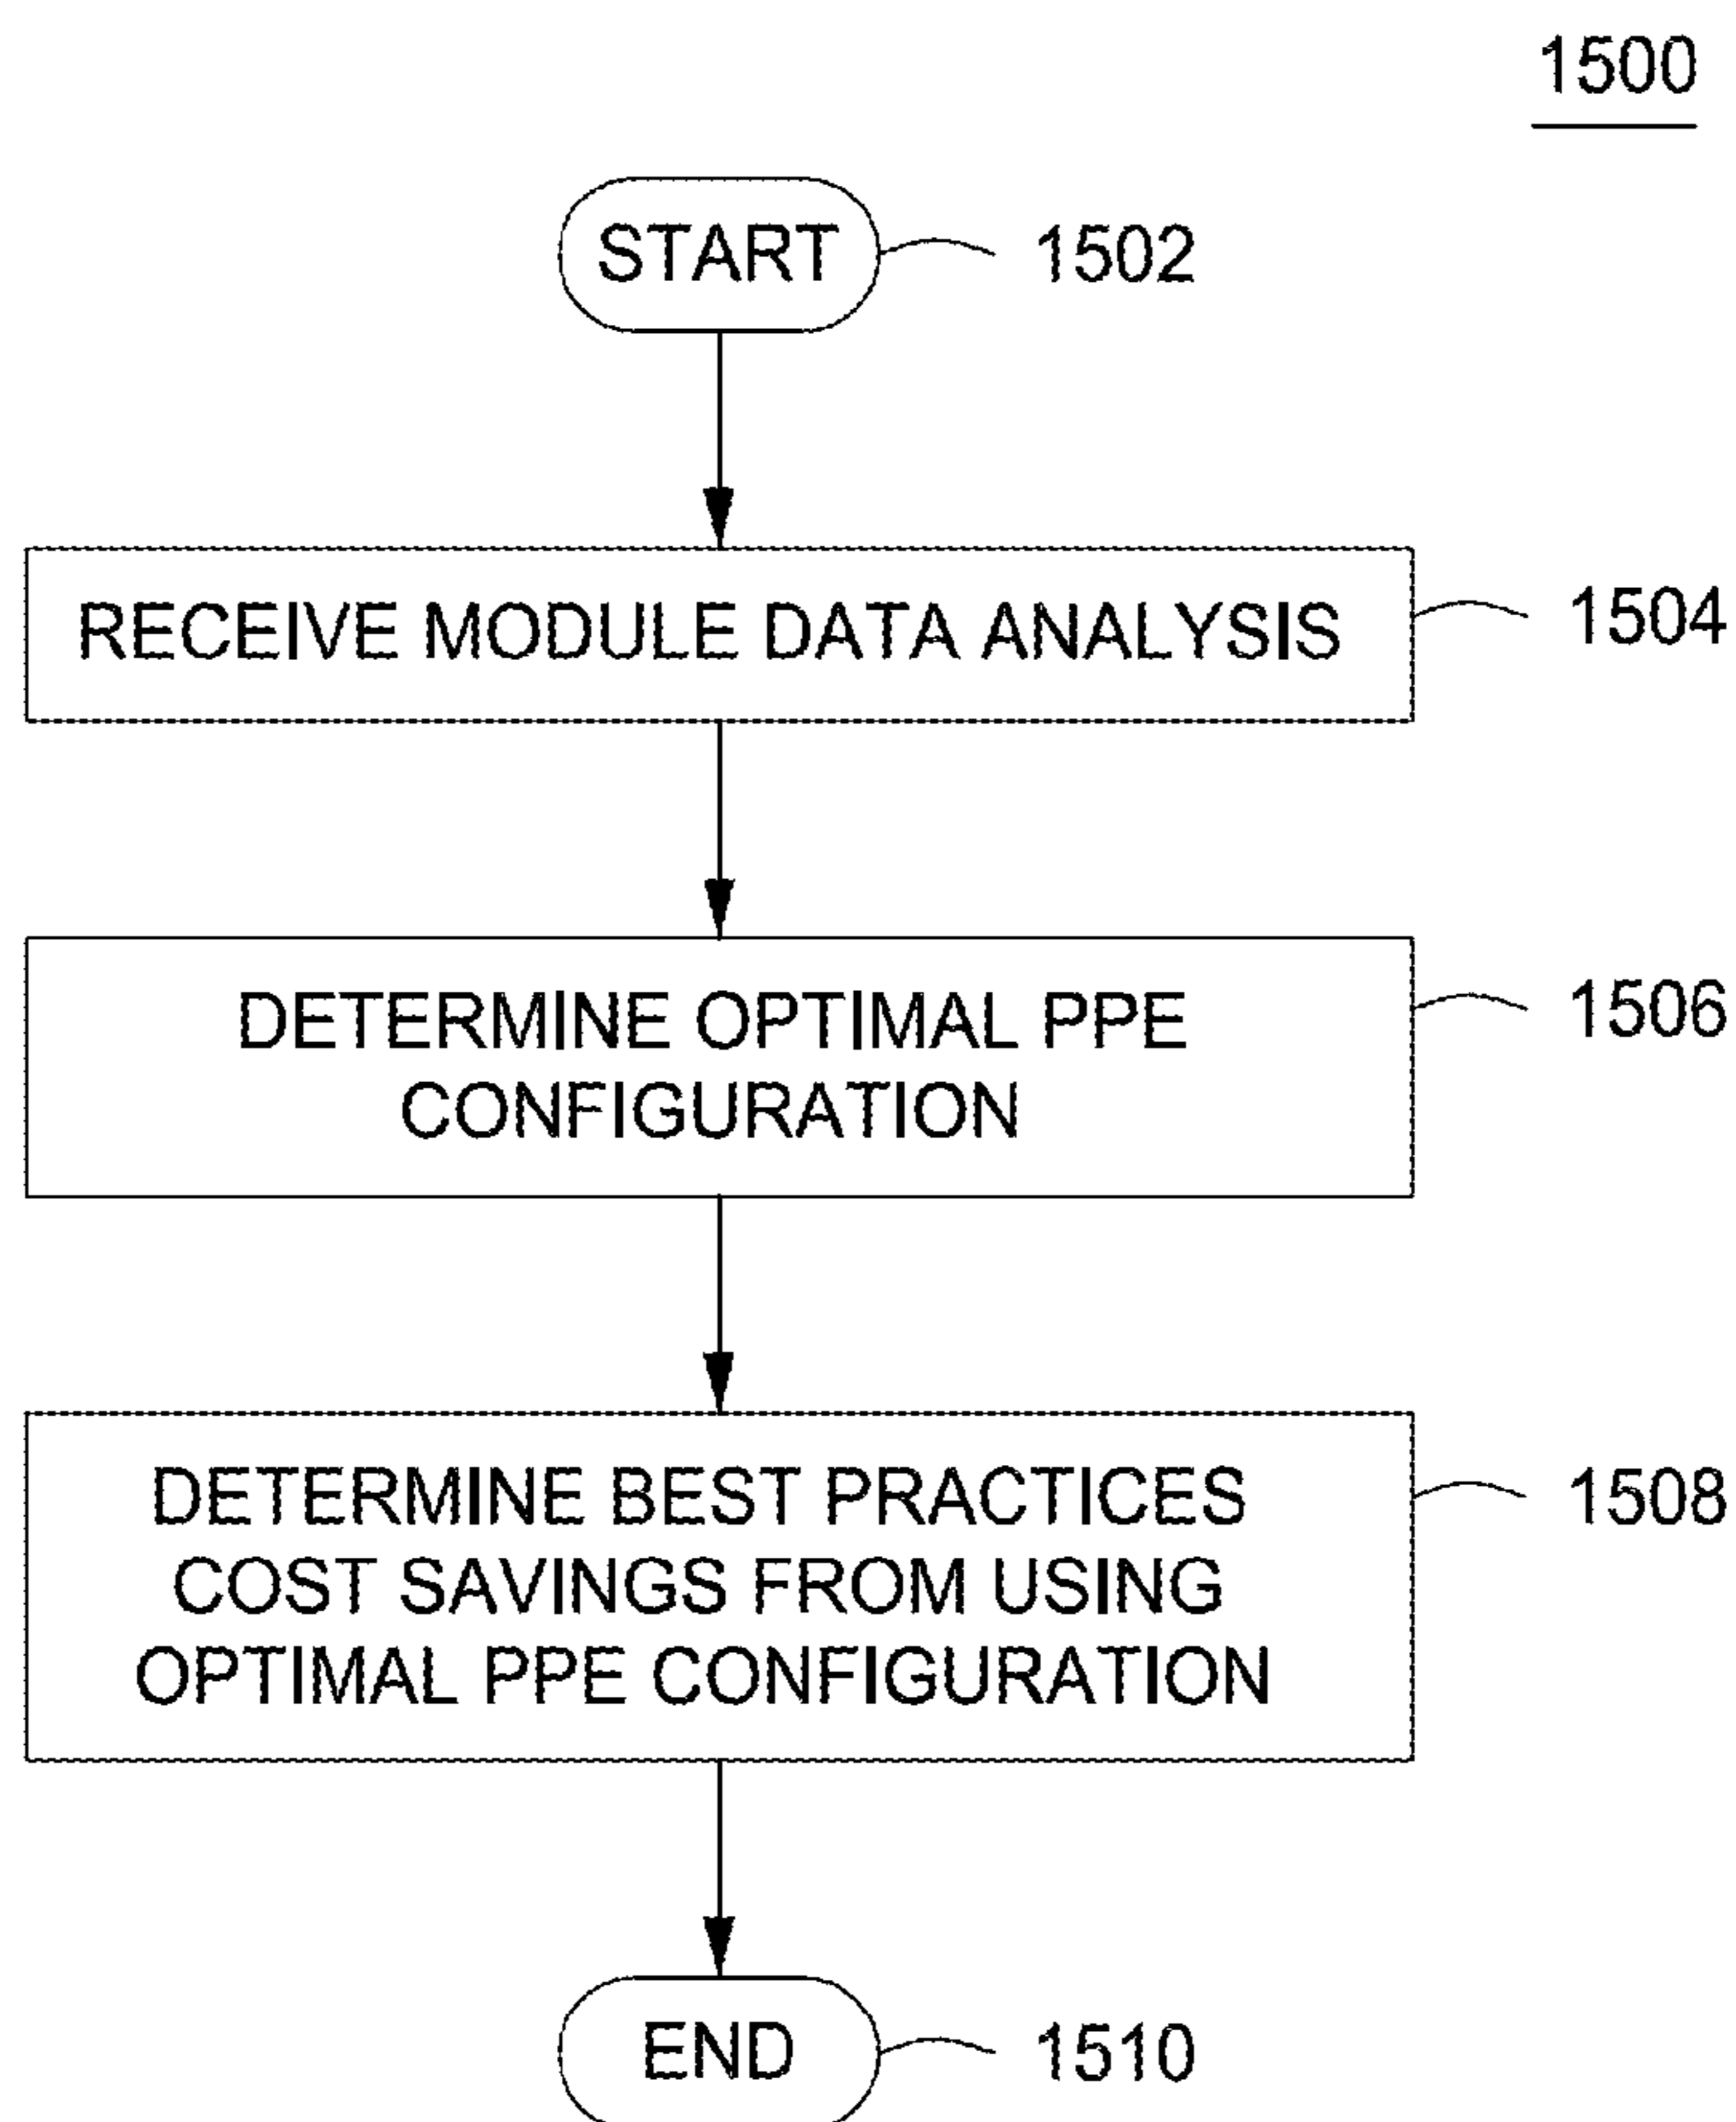 1500
START
1502
RECEIVE MODULE DATA ANALYSIS
1504
DETERMINE OPTIMAL PPE
CONFIGURATION
1506
DETERMINE BEST PRACTICES
COST SAVINGS FROM USING
OPTIMAL PPE CONFIGURATION
1508
END
1510